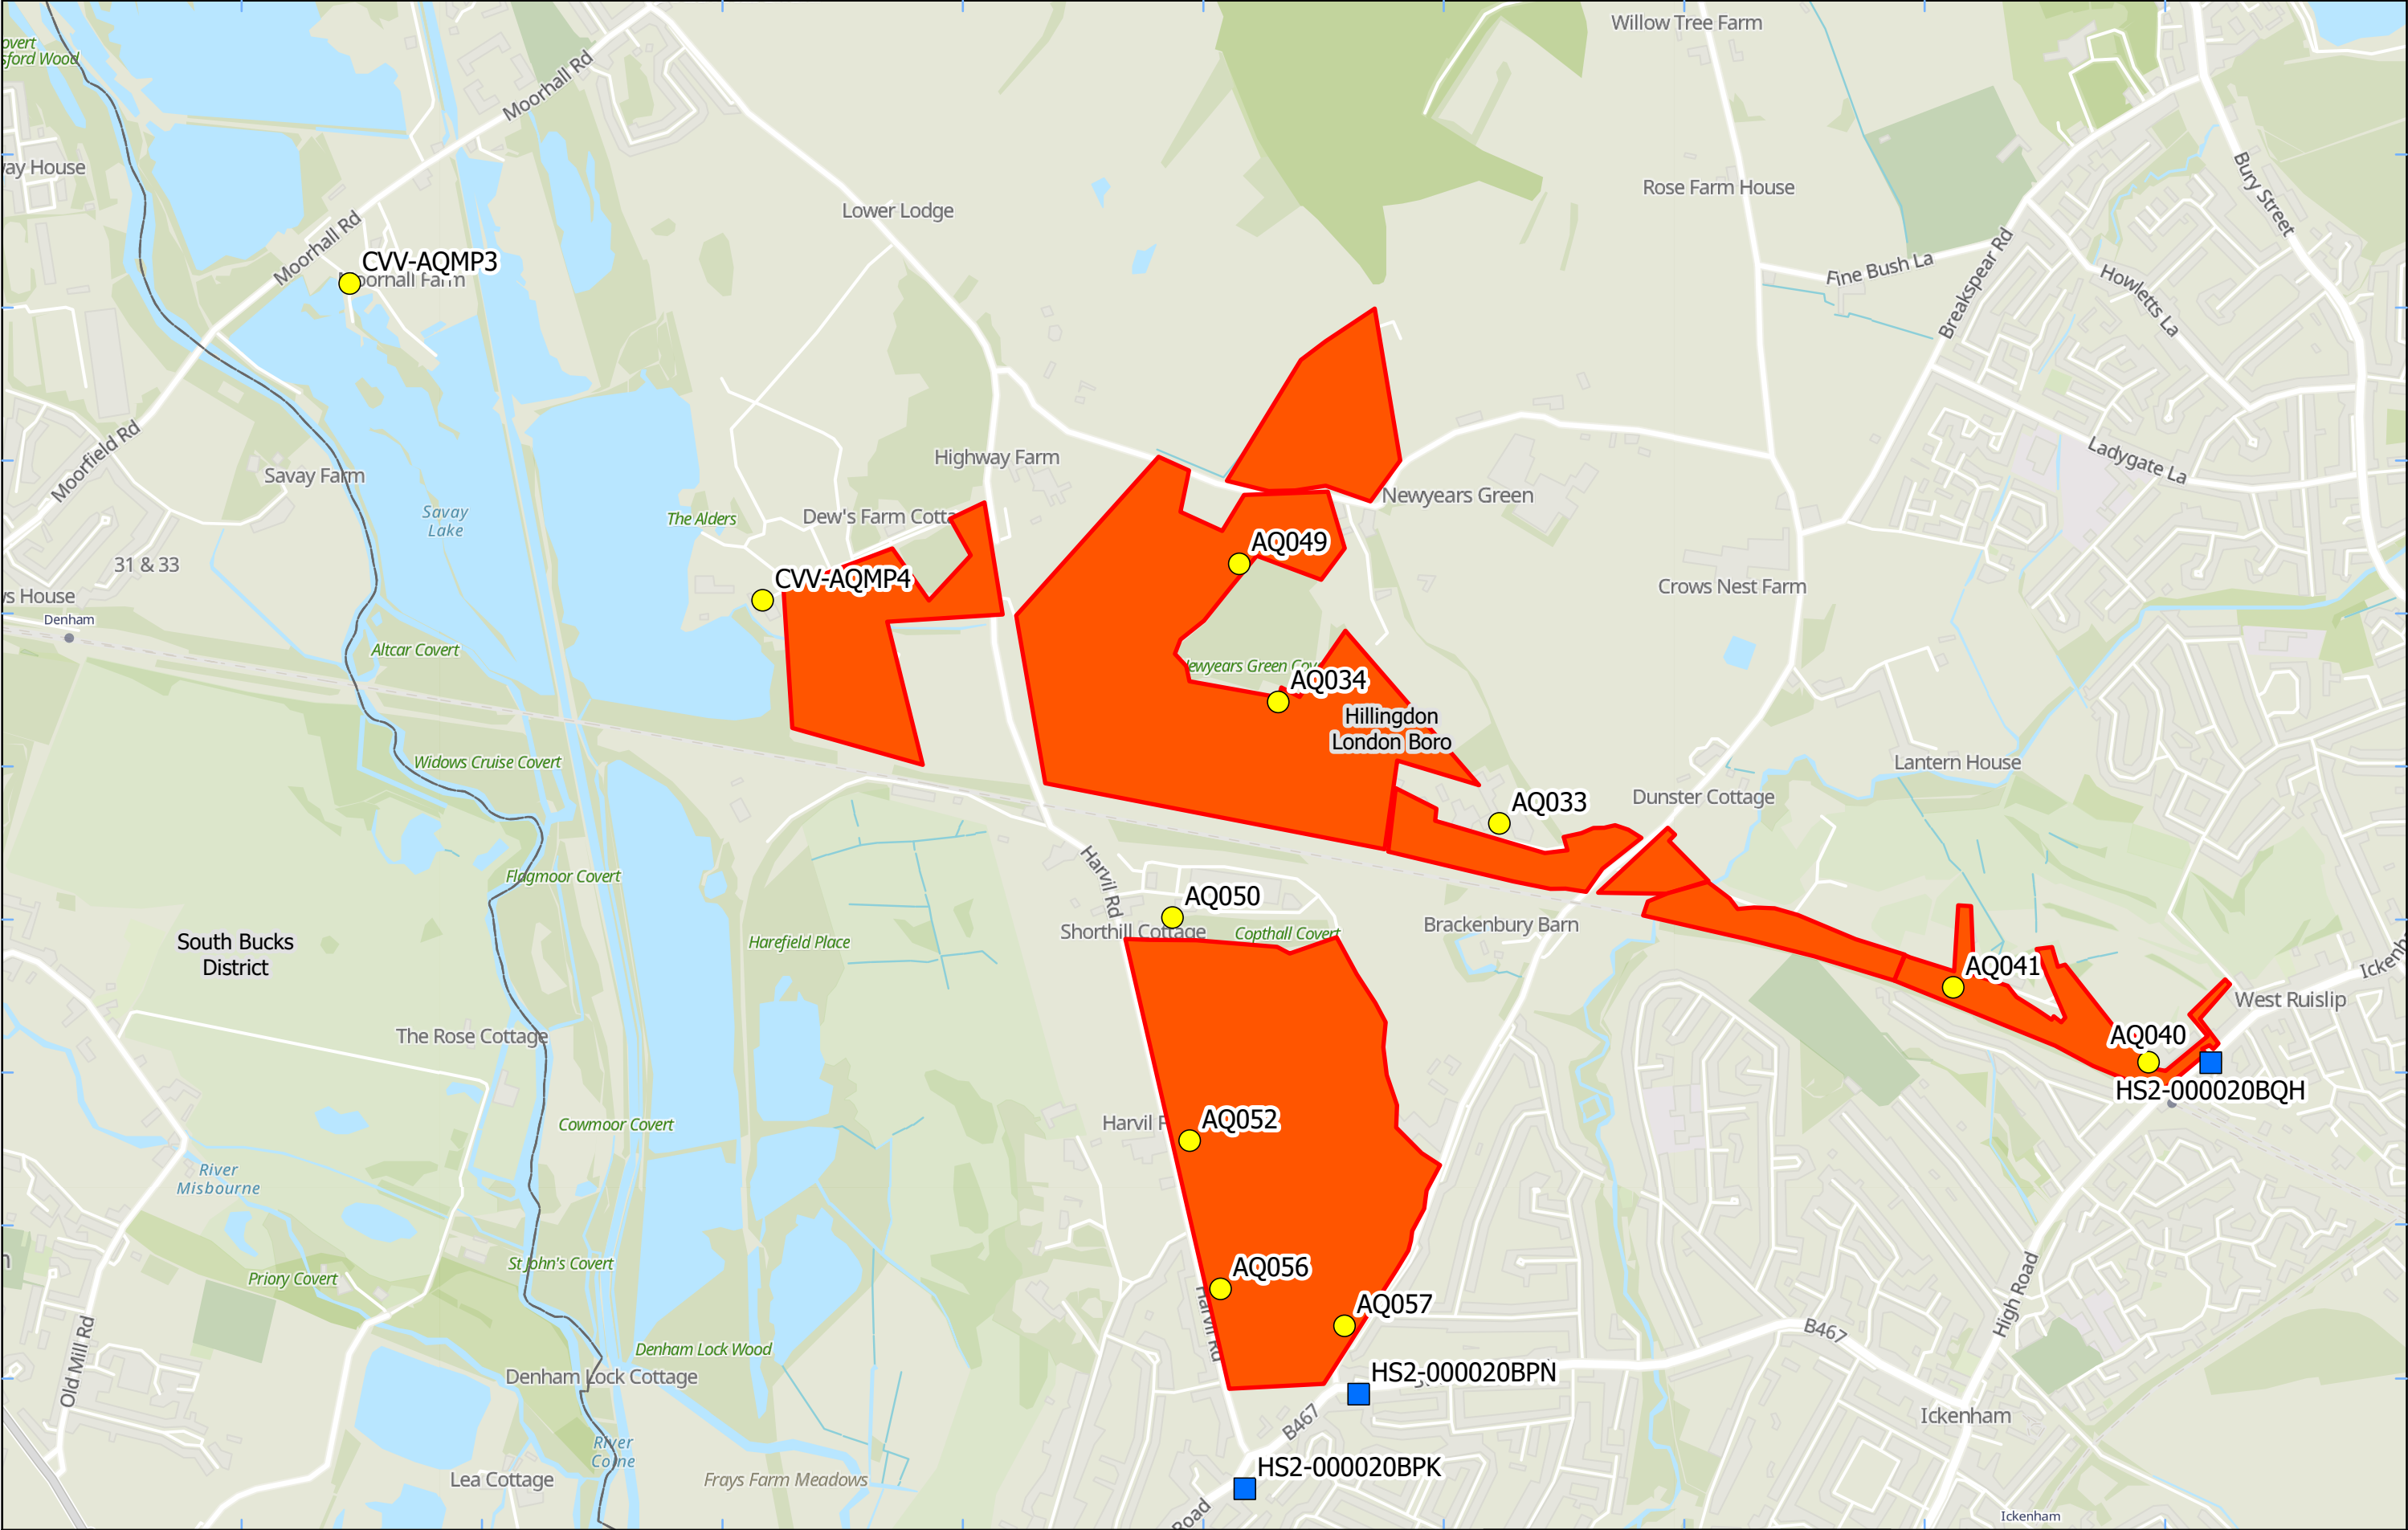 Willow Tree Farm
overt
sford Wood
Moorhall Rd
way House
Rose Farm House
Bury Street
Lower Lodge
Moorhall Rd
CVV-AQMP3
Fine Bush La
Breakspear Rd
Howletts La
Moorfield Rd
Savay Farm
Highway Farm
Ladygate La
Newyears Green
Savay
Lake
The Alders
Dew's Farm Cotta
AQ049
31 & 33
CVV-AQMP4
Crows Nest Farm
ws House
Denham
Altcar Covert
AQ034
Hillingdon
London Boro
Widows Cruise Covert
Lantern House
AQ033
Dunster Cottage
Harvil Rd
Flagmoor Covert
AQ050
Shorthill Cottage
Copthall Covert
Brackenbury Barn
South Bucks
District
Harefield Place
AQ041
West Ruislip
The Rose Cottage
AQ040
HS2-000020BQH
Cowmoor Covert
AQ052
River
Misbourne
St John's Covert
Priory Covert
AQ056
Harvil Rd
AQ057
High Road
B467
Old Mill Rd
Denham Lock Wood
Denham Lock Cottage
HS2-000020BPN
B467
Ickenham
River
Colne
Lea Cottage
Frays Farm Meadows
HS2-000020BPK
Road
Ickenham